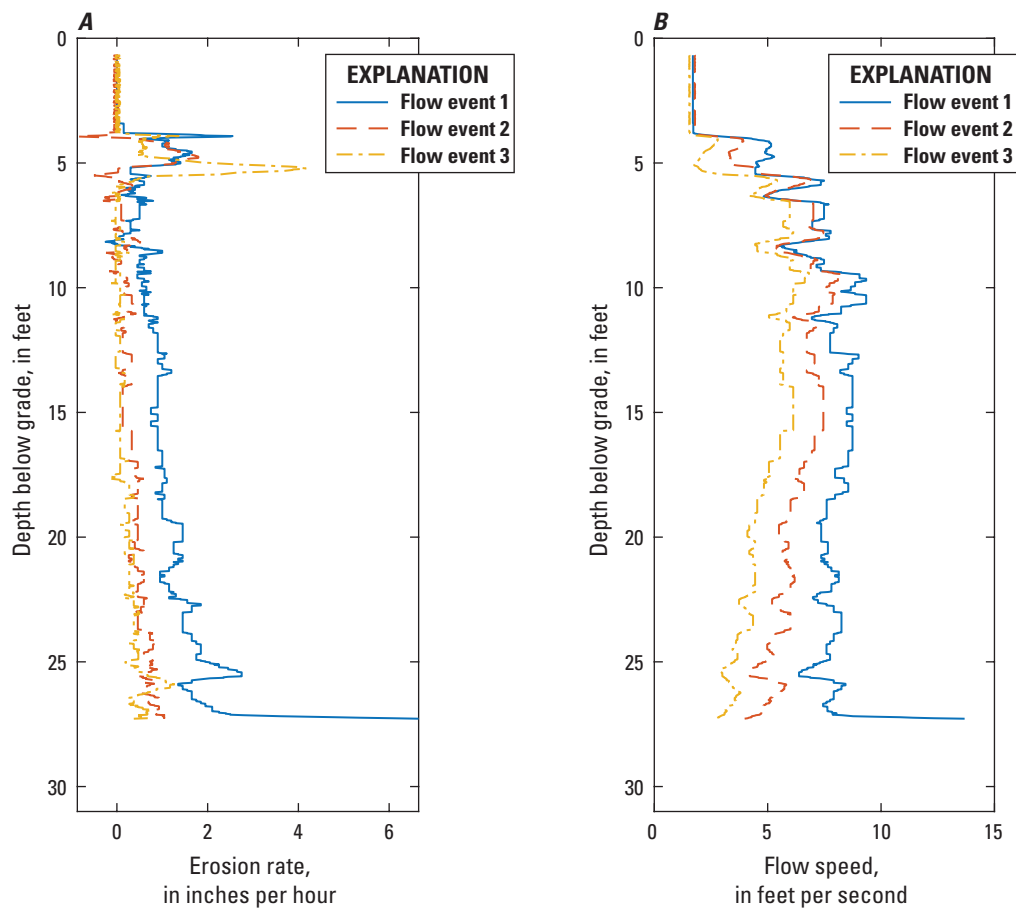 A
0
5
10
15
20
25
30
Depth below grade, in feet
EXPLANATION
Flow event 1
Flow event 2
Flow event 3
0
2
4
6
Erosion rate,
in inches per hour
B
0
5
10
15
20
25
30
Depth below grade, in feet
EXPLANATION
Flow event 1
Flow event 2
Flow event 3
0
5
10
15
Flow speed,
in feet per second